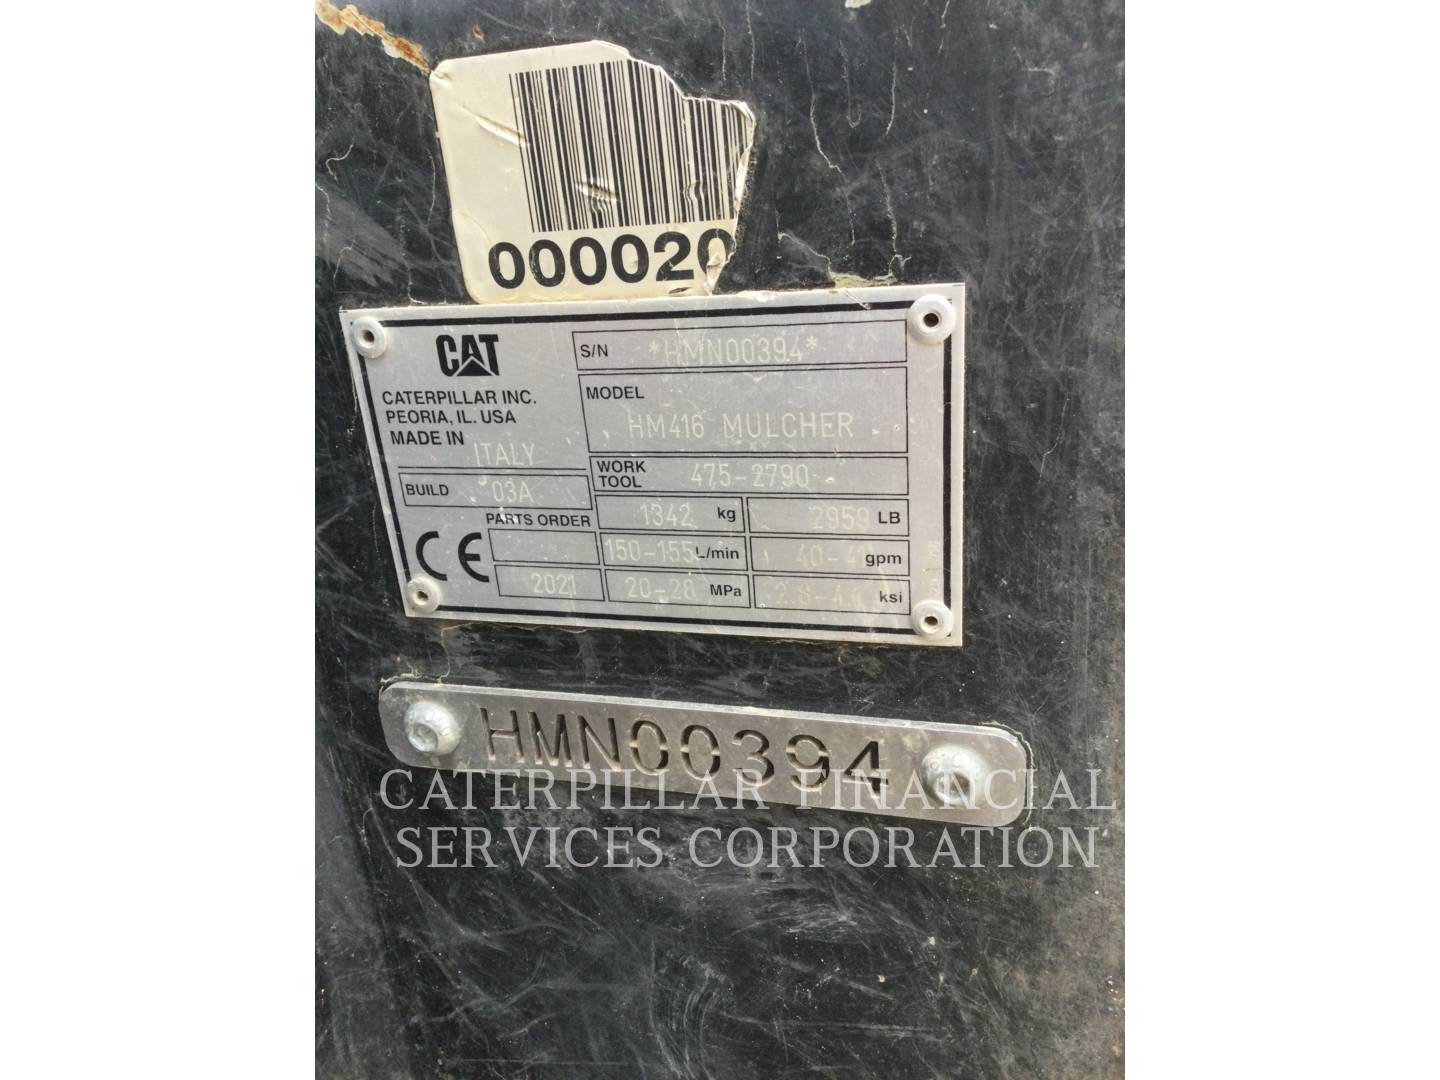 000020
CAT
CATERPILLAR INC.
PEORIA, IL. USA
MADE IN ITALY
BUILD 03A
S/N *HMN00394*
MODEL
HM416 MULCHER
WORK TOOL 475-2790
PARTS ORDER
1342 kg 2959 LB
CE
150-155 L/min 40-41 gpm
2021 20-28 MPa ksi
HMN00394
CATERPILLAR FINANCIAL
SERVICES CORPORATION